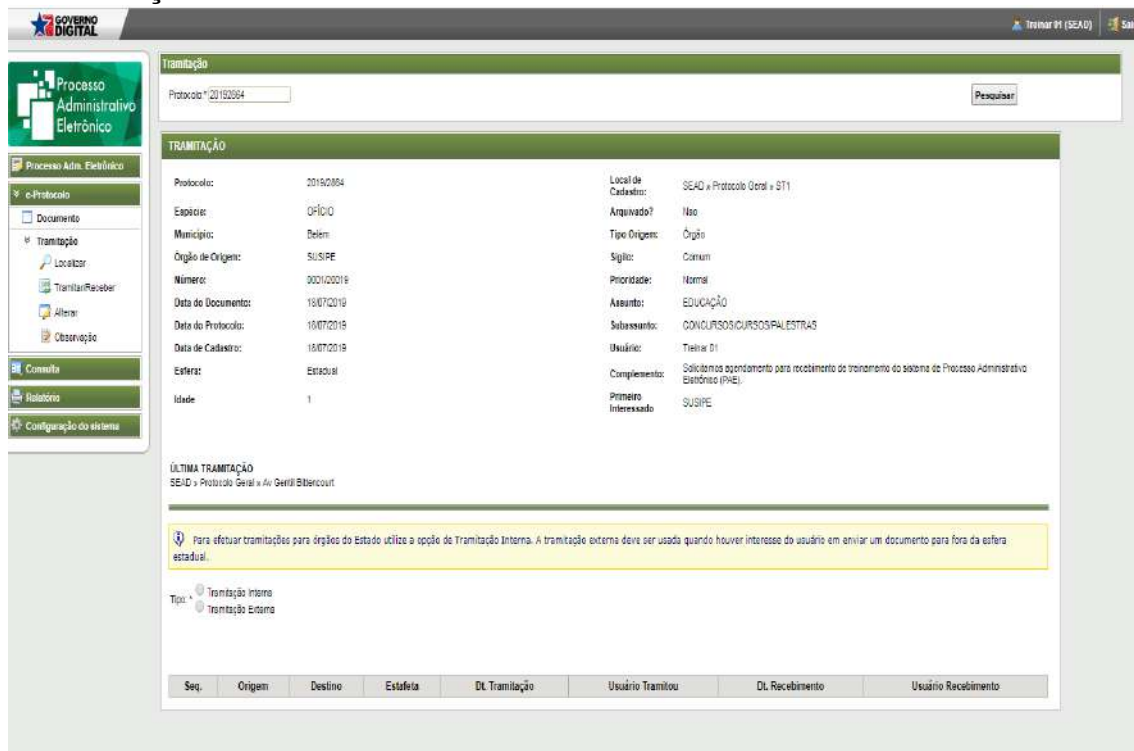 GOVERNO
DIGITAL
Treinar 01 (SEAD)
Sai
Processo
Administrativo
Eletrônico
Processo Adm. Eletrônico
e-Protocolo
Documento
Tramitação
Localizar
Tramitar/Receber
Alterar
Observação
Consulta
Relatório
Configuração do sistema
Tramitação
Protocolo:* 20192864
Pesquisar
TRAMITAÇÃO
Protocolo: 2019/2864
Local de Cadastro: SEAD » Protocolo Geral » ST1
Espécie: OFÍCIO
Arquivado? Nao
Município: Belém
Tipo Origem: Órgão
Órgão de Origem: SUSIPE
Sigilo: Comum
Número: 0001/20019
Prioridade: Normal
Data do Documento: 18/07/2019
Assunto: EDUCAÇÃO
Data do Protocolo: 18/07/2019
Subassunto: CONCURSOS/CURSOS/PALESTRAS
Data de Cadastro: 18/07/2019
Usuário: Treinar 01
Esfera: Estadual
Complemento: Solicitamos agendamento para recebimento de treinamento do sistema de Processo Administrativo
Eletrônico (PAE).
Idade 1
Primeiro Interessado SUSIPE
ÚLTIMA TRAMITAÇÃO
SEAD » Protocolo Geral » Av Gentil Bittencourt
Para efetuar tramitações para órgãos do Estado utilize a opção de Tramitação Interna. A tramitação externa deve ser usada quando houver interesse do usuário em enviar um documento para fora da esfera
estadual.
Tipo: *
Tramitação Interna
Tramitação Externa
Seq. Origem Destino Estafeta Dt. Tramitação Usuário Tramitou Dt. Recebimento Usuário Recebimento